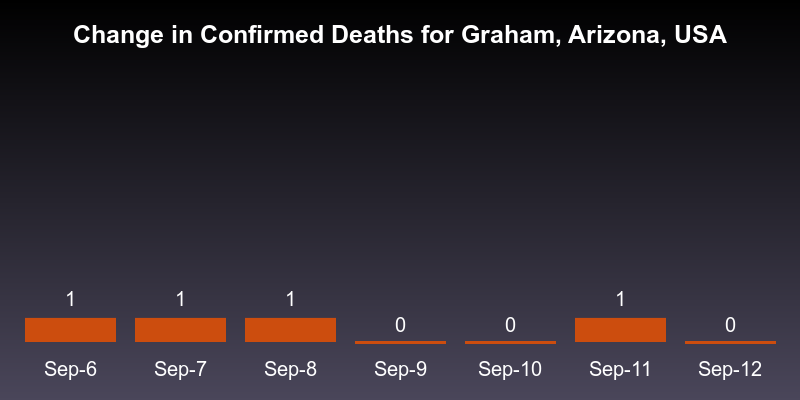 Change in Confirmed Deaths for Graham, Arizona, USA
1 1 1 0 0 1 0
Sep-6 Sep-7 Sep-8 Sep-9 Sep-10 Sep-11 Sep-12